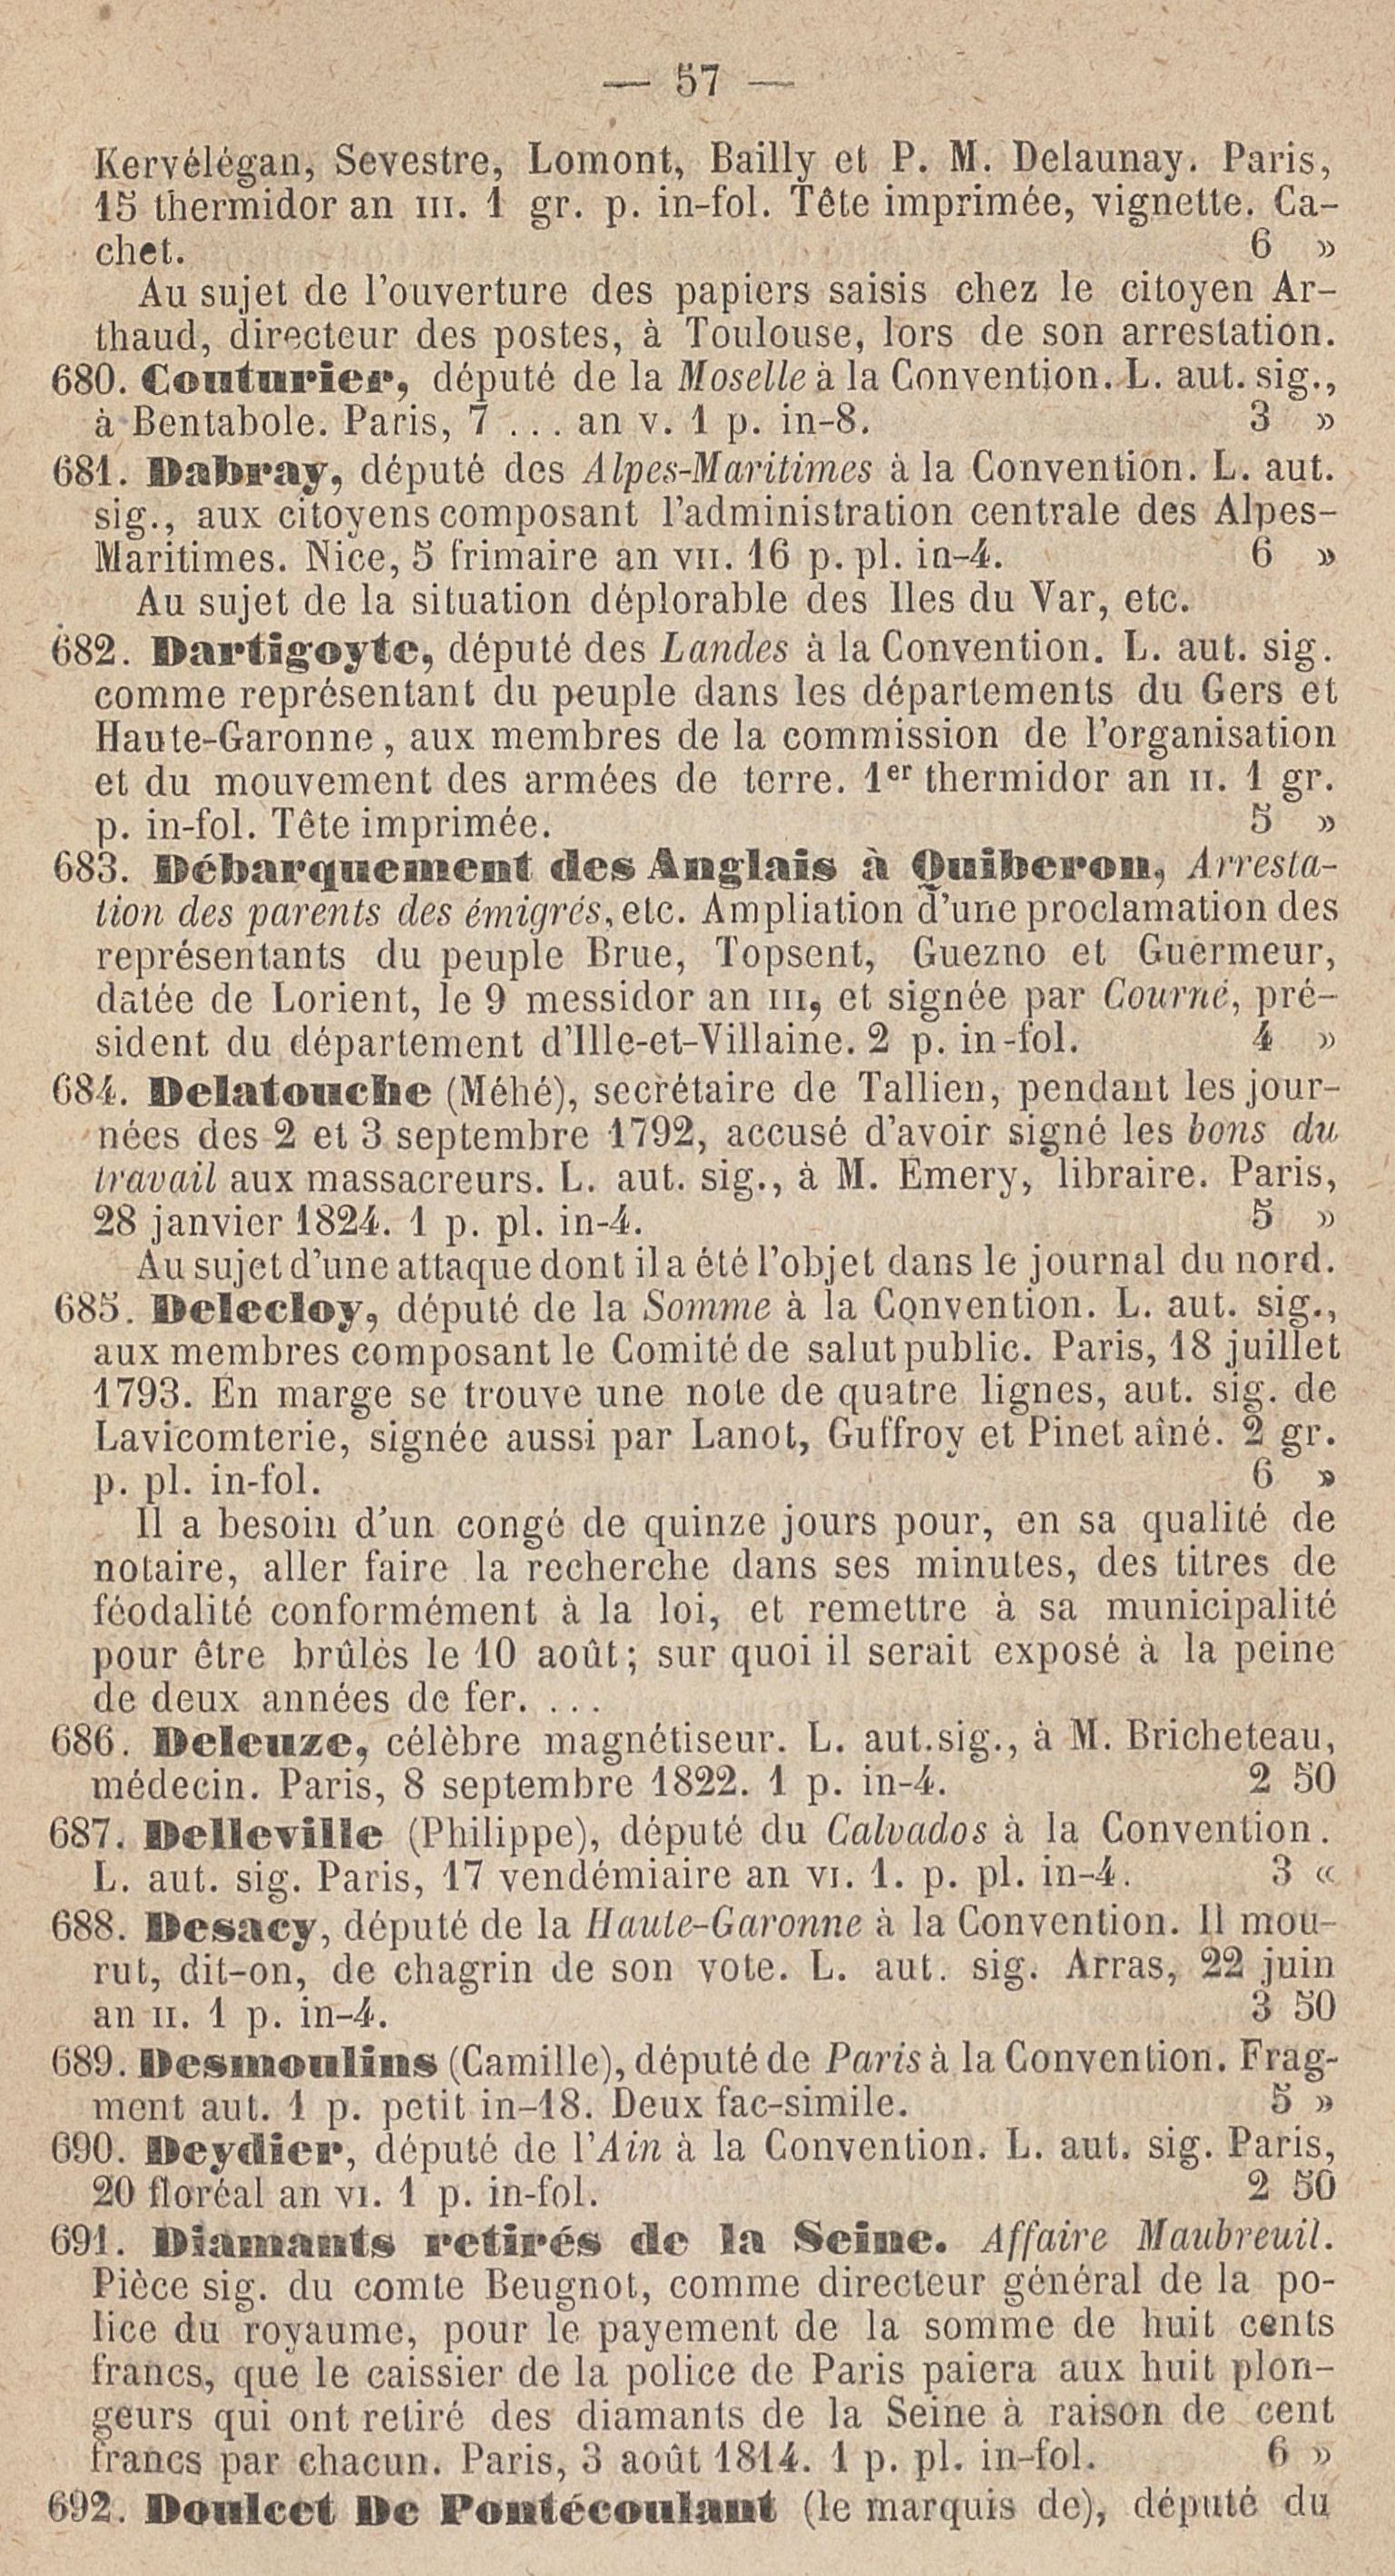 — 57 —
Kervélégan, Sevestre, Lomont, Bailly et P. M. Delaunay. Paris,
15 thermidor an III. 1 gr. p. in-fol. Tête imprimée, vignette. Ca-
chet. 6 »
Au sujet de l'ouverture des papiers saisis chez le citoyen Ar-
thaud, directeur des postes, à Toulouse, lors de son arrestation.
680. Couturier, député de la Moselle à la Convention. L. aut. sig.,
à Bentabole. Paris, 7 ... an V. 1 p. in-8. 3 »
681. Dabray, député des Alpes-Maritimes à la Convention. L. aut.
sig., aux citoyens composant l'administration centrale des Alpes-
Maritimes. Nice, 5 frimaire an VII. 16 p. pl. in-4. 6 »
Au sujet de la situation déplorable des Iles du Var, etc.
682. Dartigoyte, député des Landes à la Convention. L. aut. sig.
comme représentant du peuple dans les départements du Gers et
Haute-Garonne, aux membres de la commission de l'organisation
et du mouvement des armées de terre. 1er thermidor an II. 1 gr.
p. in-fol. Tête imprimée. 5 »
683. Débarquement des Anglais à Quiberon, Arresta-
tion des parents des émigrés, etc. Ampliation d'une proclamation des
représentants du peuple Brue, Topsent, Guezno et Guermeur,
datée de Lorient, le 9 messidor an III, et signée par Courné, pré-
sident du département d'Ille-et-Villaine. 2 p. in-fol. 4 »
684. Delatouche (Méhé), secrétaire de Tallien, pendant les jour-
nées des 2 et 3 septembre 1792, accusé d'avoir signé les bons du
travail aux massacreurs. L. aut. sig., à M. Emery, libraire. Paris,
28 janvier 1824. 1 p. pl. in-4. 5 »
Au sujet d'une attaque dont il a été l'objet dans le journal du nord.
685. Delecloy, député de la Somme à la Convention. L. aut. sig.,
aux membres composant le Comité de salut public. Paris, 18 juillet
1793. En marge se trouve une note de quatre lignes, aut. sig. de
Lavicomterie, signée aussi par Lanot, Guffroy et Pinet aîné. 2 gr.
p. pl. in-fol. 6 »
Il a besoin d'un congé de quinze jours pour, en sa qualité de
notaire, aller faire la recherche dans ses minutes, des titres de
féodalité conformément à la loi, et remettre à sa municipalité
pour être brûlés le 10 août; sur quoi il serait exposé à la peine
de deux années de fer. ...
686. Deleuze, célèbre magnétiseur. L. aut. sig., à M. Bricheteau,
médecin. Paris, 8 septembre 1822. 1 p. in-4. 2 50
687. Delleville (Philippe), député du Calvados à la Convention.
L. aut. sig. Paris, 17 vendémiaire an VI. 1. p. pl. in-4. 3 «
688. Desacy, député de la Haute-Garonne à la Convention. Il mou-
rut, dit-on, de chagrin de son vote. L. aut. sig. Arras, 22 juin
an II. 1 p. in-4. 3 50
689. Desmoulins (Camille), député de Paris à la Convention. Frag-
ment aut. 1 p. petit in-18. Deux fac-simile. 5 »
690. Deydier, député de l'Ain à la Convention. L. aut. sig. Paris,
20 floréal an VI. 1 p. in-fol. 2 50
691. Diamants retirés de la Seine. Affaire Maubreuil.
Pièce sig. du comte Beugnot, comme directeur général de la po-
lice du royaume, pour le payement de la somme de huit cents
francs, que le caissier de la police de Paris paiera aux huit plon-
geurs qui ont retiré des diamants de la Seine à raison de cent
francs par chacun. Paris, 3 août 1814. 1 p. pl. in-fol. 6 »
692. Doulcet De Pontécoulant (le marquis de), député du